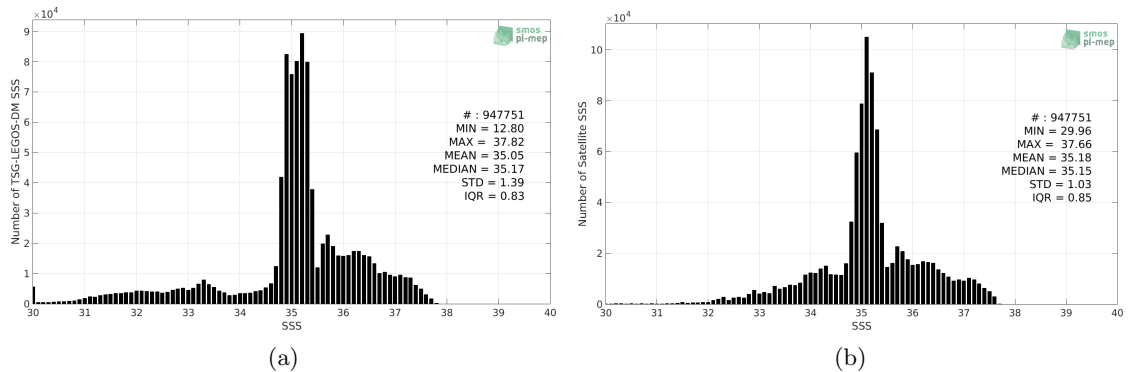 ×10⁴
9
8
7
6
5
4
3
2
1
0
Number of TSG-LEGOS-DM SSS
30 31 32 33 34 35 36 37 38 39 40
SSS
smos
pi-mep
# : 947751
MIN = 12.80
MAX = 37.82
MEAN = 35.05
MEDIAN = 35.17
STD = 1.39
IQR = 0.83
(a)
×10⁴
10
8
6
4
2
0
Number of Satellite SSS
30 31 32 33 34 35 36 37 38 39 40
SSS
smos
pi-mep
# : 947751
MIN = 29.96
MAX = 37.66
MEAN = 35.18
MEDIAN = 35.15
STD = 1.03
IQR = 0.85
(b)